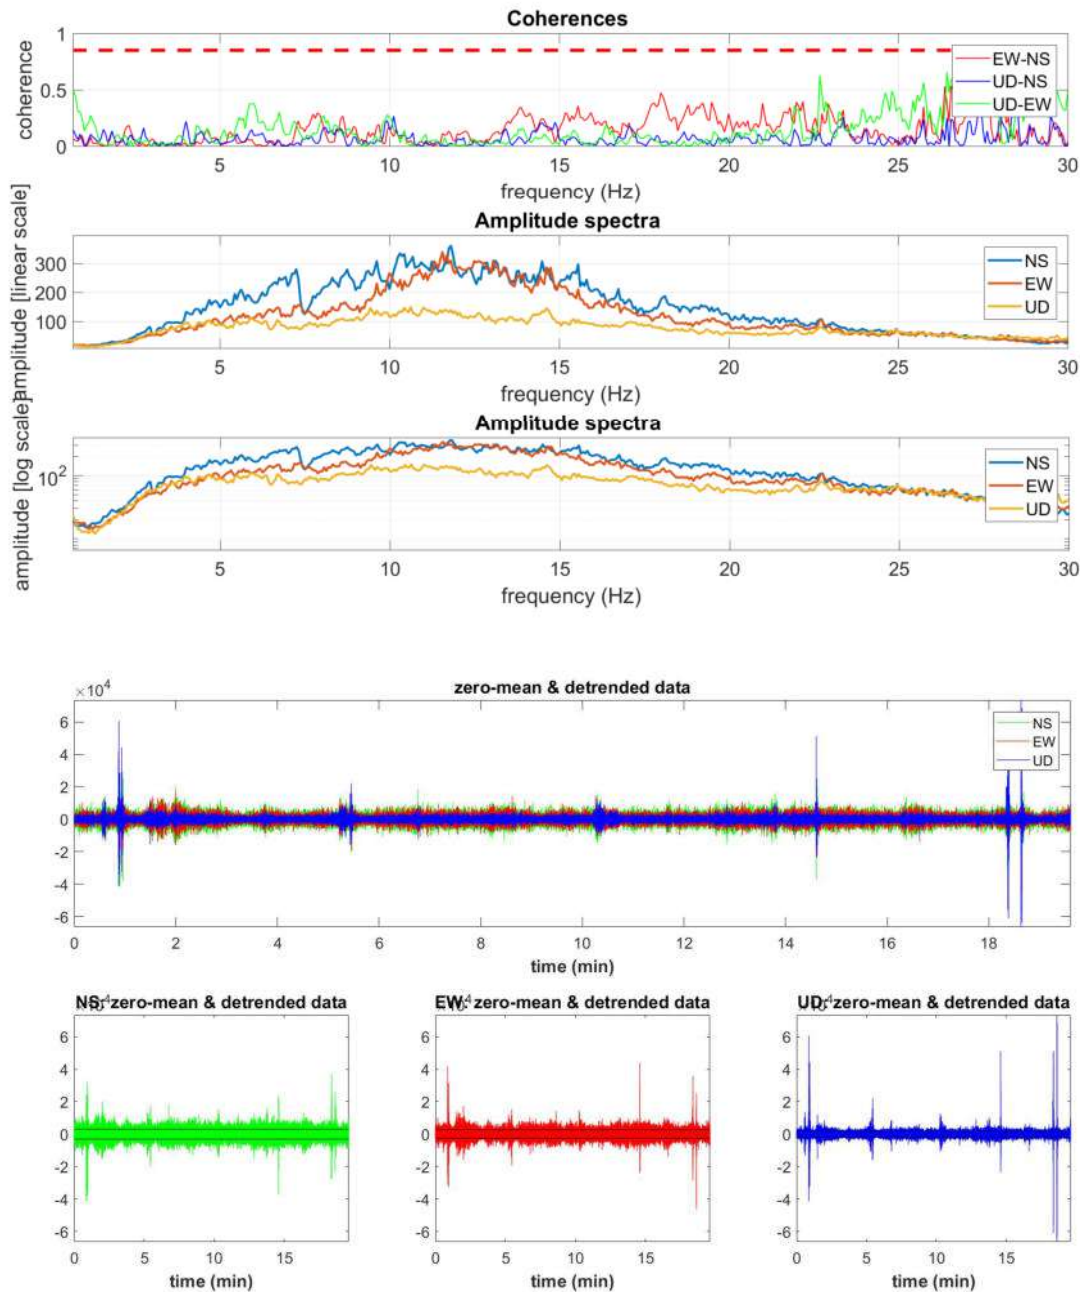 Coherences
1
0.5
0
coherence
EW-NS
UD-NS
UD-EW
5 10 15 20 25 30
frequency (Hz)
Amplitude spectra
300
200
100
amplitude [linear scale]
NS
EW
UD
5 10 15 20 25 30
frequency (Hz)
Amplitude spectra
10²
amplitude [log scale]
NS
EW
UD
5 10 15 20 25 30
frequency (Hz)
×10⁴
zero-mean & detrended data
6
4
2
0
-2
-4
-6
NS
EW
UD
0 2 4 6 8 10 12 14 16 18
time (min)
NS: zero-mean & detrended data
6
4
2
0
-2
-4
-6
0 5 10 15
time (min)
EW: zero-mean & detrended data
6
4
2
0
-2
-4
-6
0 5 10 15
time (min)
UD: zero-mean & detrended data
6
4
2
0
-2
-4
-6
0 5 10 15
time (min)